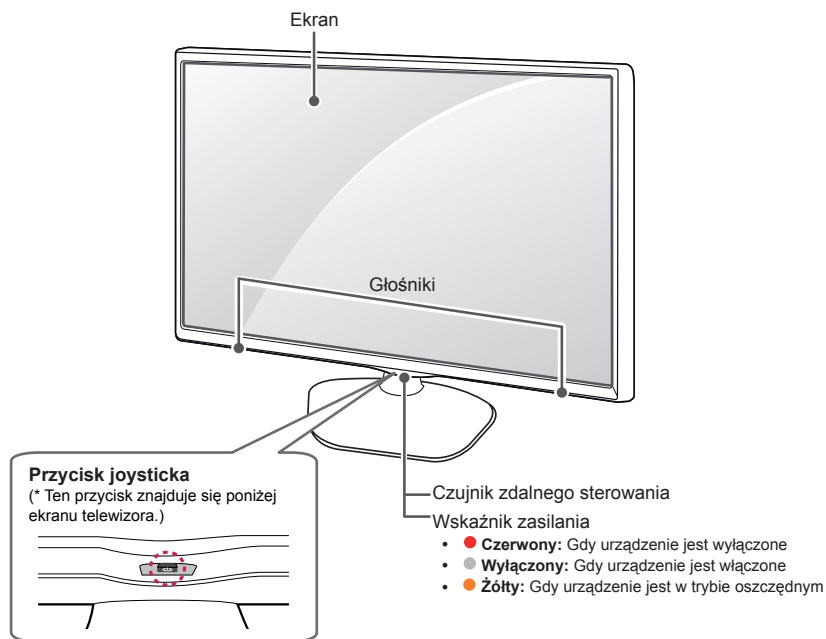 Ekran
Głośniki
Przycisk joysticka
(* Ten przycisk znajduje się poniżej
ekranu telewizora.)
Czujnik zdalnego sterowania
Wskaźnik zasilania
• Czerwony: Gdy urządzenie jest wyłączone
• Wyłączony: Gdy urządzenie jest włączone
• Żółty: Gdy urządzenie jest w trybie oszczędnym